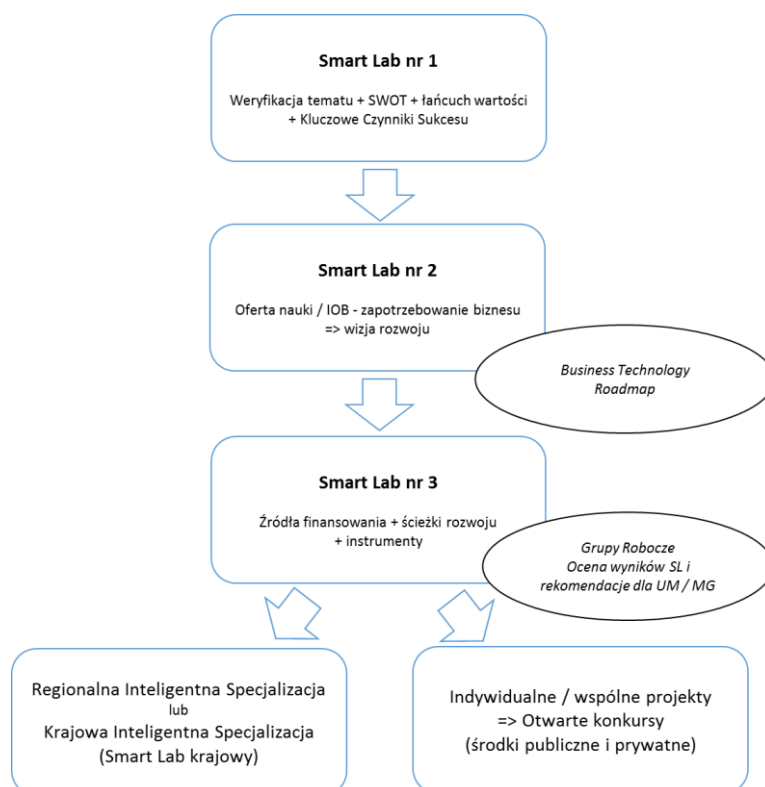 Smart Lab nr 1
Weryfikacja tematu + SWOT + łańcuch wartości
+ Kluczowe Czynniki Sukcesu
Smart Lab nr 2
Oferta nauki / IOB - zapotrzebowanie biznesu
=> wizja rozwoju
Business Technology
Roadmap
Smart Lab nr 3
Źródła finansowania + ścieżki rozwoju
+ instrumenty
Grupy Robocze
Ocena wyników SL i
rekomendacje dla UM / MG
Regionalna Inteligentna Specjalizacja
lub
Krajowa Inteligentna Specjalizacja
(Smart Lab krajowy)
Indywidualne / wspólne projekty
=> Otwarte konkursy
(środki publiczne i prywatne)